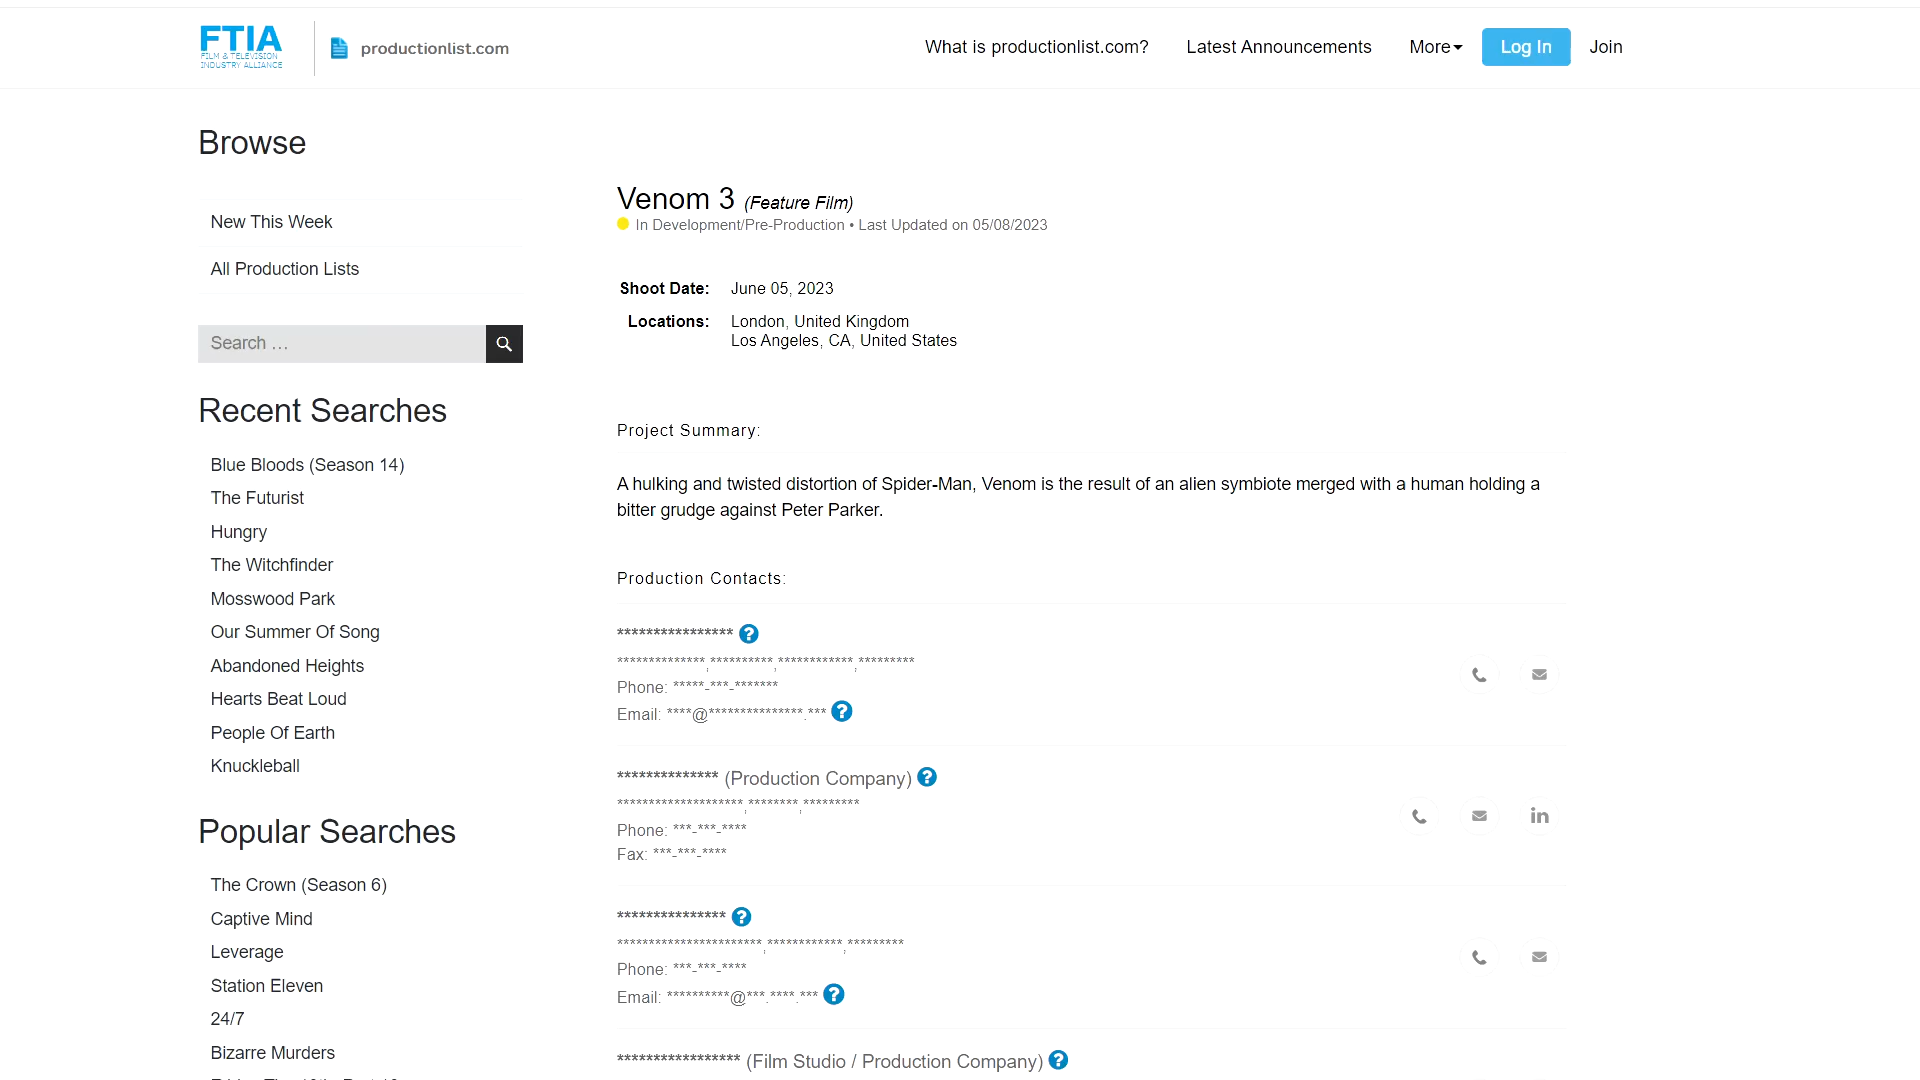 FTIA
FILM & TELEVISION
INDUSTRY ALLIANCE
productionlist.com
What is productionlist.com?
Latest Announcements
More
Log In
Join
Browse
New This Week
All Production Lists
Search …
Recent Searches
Blue Bloods (Season 14)
The Futurist
Hungry
The Witchfinder
Mosswood Park
Our Summer Of Song
Abandoned Heights
Hearts Beat Loud
People Of Earth
Knuckleball
Popular Searches
The Crown (Season 6)
Captive Mind
Leverage
Station Eleven
24/7
Bizarre Murders
Venom 3 (Feature Film)
In Development/Pre-Production • Last Updated on 05/08/2023
Shoot Date: June 05, 2023
Locations: London, United Kingdom
Los Angeles, CA, United States
Project Summary:
A hulking and twisted distortion of Spider-Man, Venom is the result of an alien symbiote merged with a human holding a
bitter grudge against Peter Parker.
Production Contacts:
**************** ?
**************,**********,************,*********
Phone: *****-***-*******
Email: ****@***************.*** ?
************** (Production Company) ?
********************,********,*********
Phone: ***-***-****
Fax: ***-***-****
in
*************** ?
***********************,************,*********
Phone: ***-***-****
Email: **********@***.****.*** ?
***************** (Film Studio / Production Company) ?